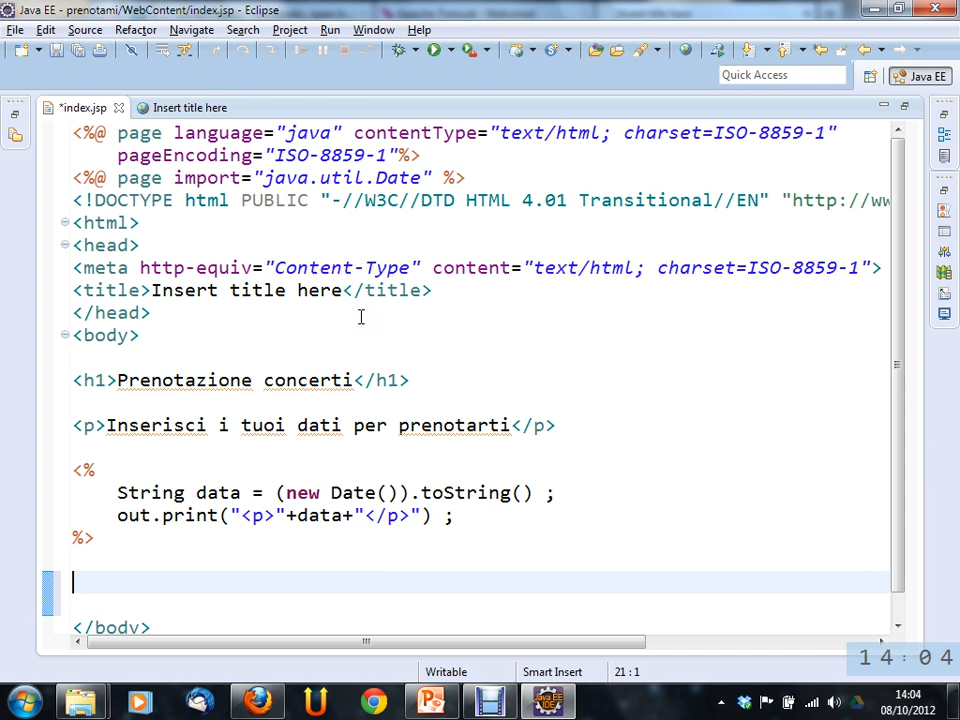 Java EE - prenotami/WebContent/index.jsp - Eclipse
File Edit Source Refactor Navigate Search Project Run Window Help
Quick Access
Java EE
*index.jsp Insert title here
<%@ page language="java" contentType="text/html; charset=ISO-8859-1"
pageEncoding="ISO-8859-1"%>
<%@ page import="java.util.Date" %>
<!DOCTYPE html PUBLIC "-//W3C//DTD HTML 4.01 Transitional//EN" "http://ww
<html>
<head>
<meta http-equiv="Content-Type" content="text/html; charset=ISO-8859-1">
<title>Insert title here</title>
</head>
<body>
<h1>Prenotazione concerti</h1>
<p>Inserisci i tuoi dati per prenotarti</p>
<%
String data = (new Date()).toString() ;
out.print("<p>"+data+"</p>") ;
%>
</body>
14:04
Writable Smart Insert 21 : 1
14:04
08/10/2012